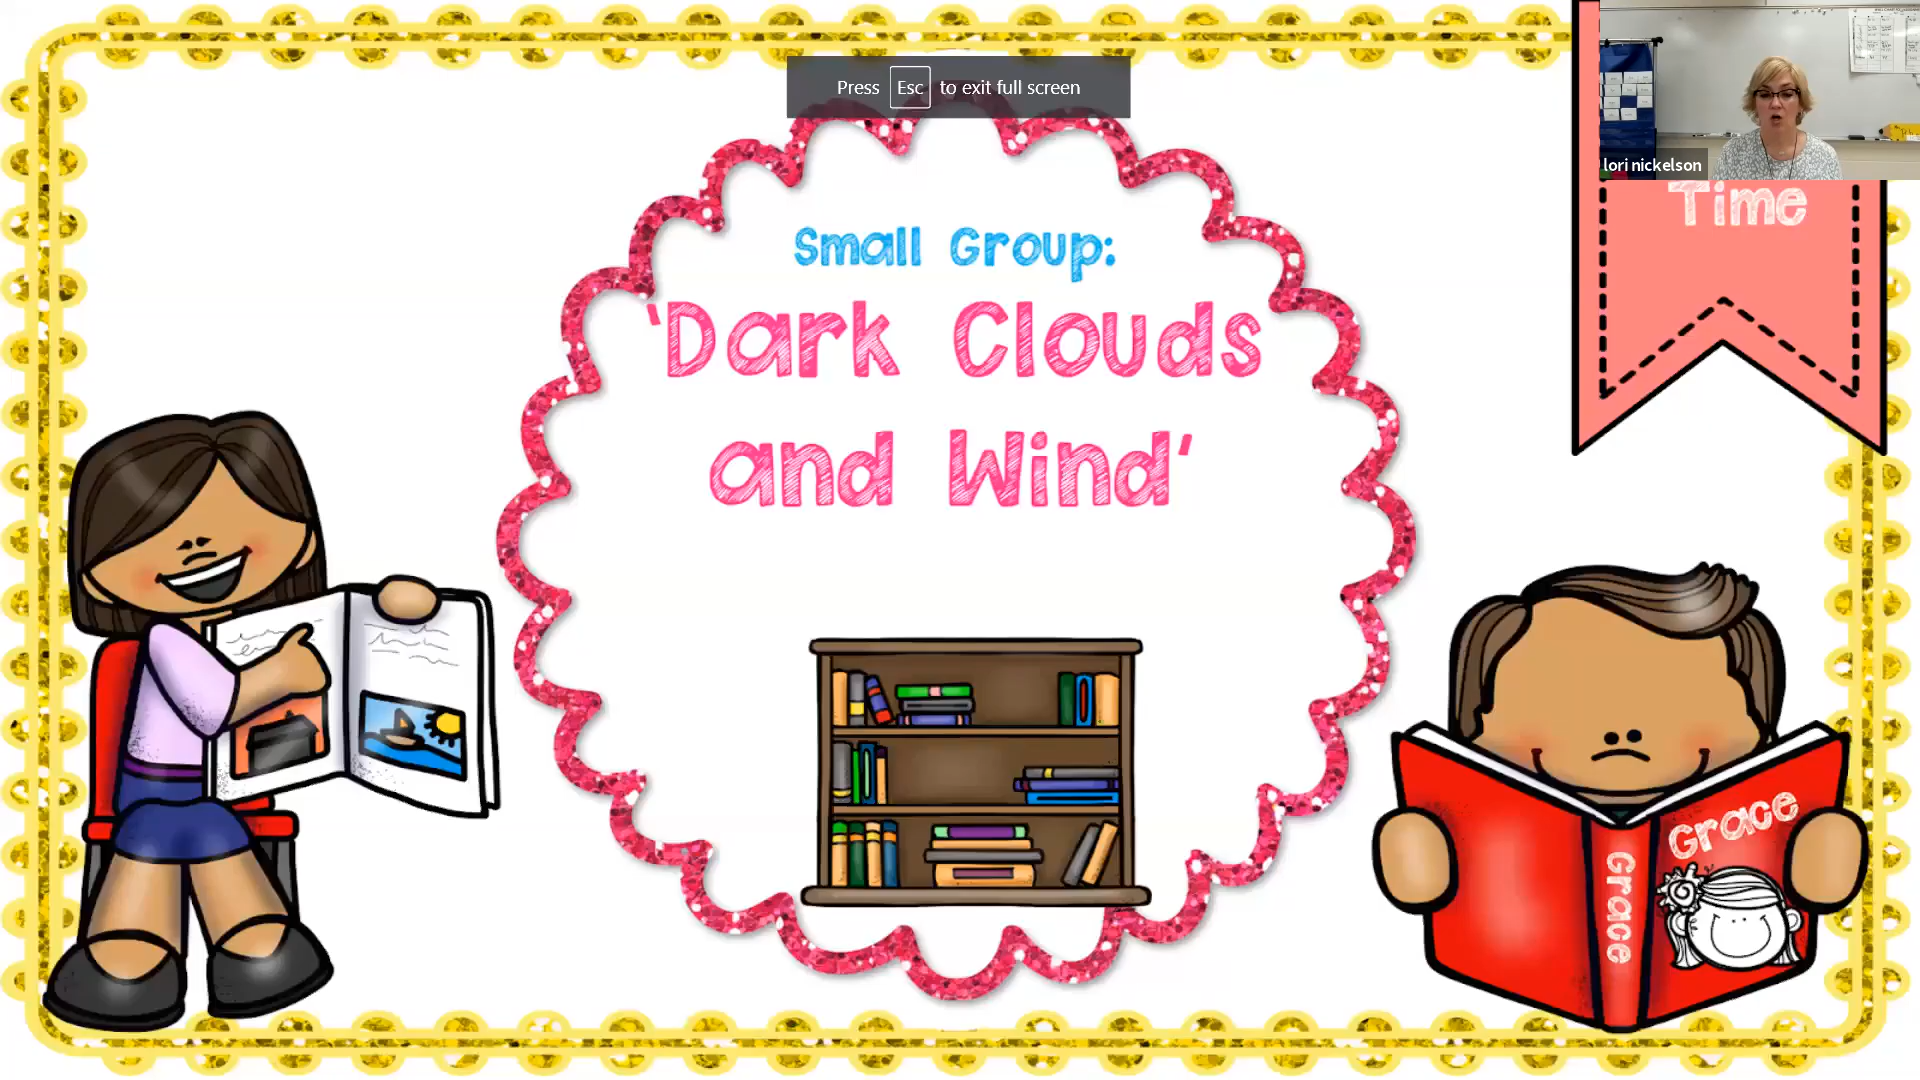 Press Esc to exit full screen
lori nickelson
Time
Small Group:
'Dark Clouds
and Wind'
Grace
Grace